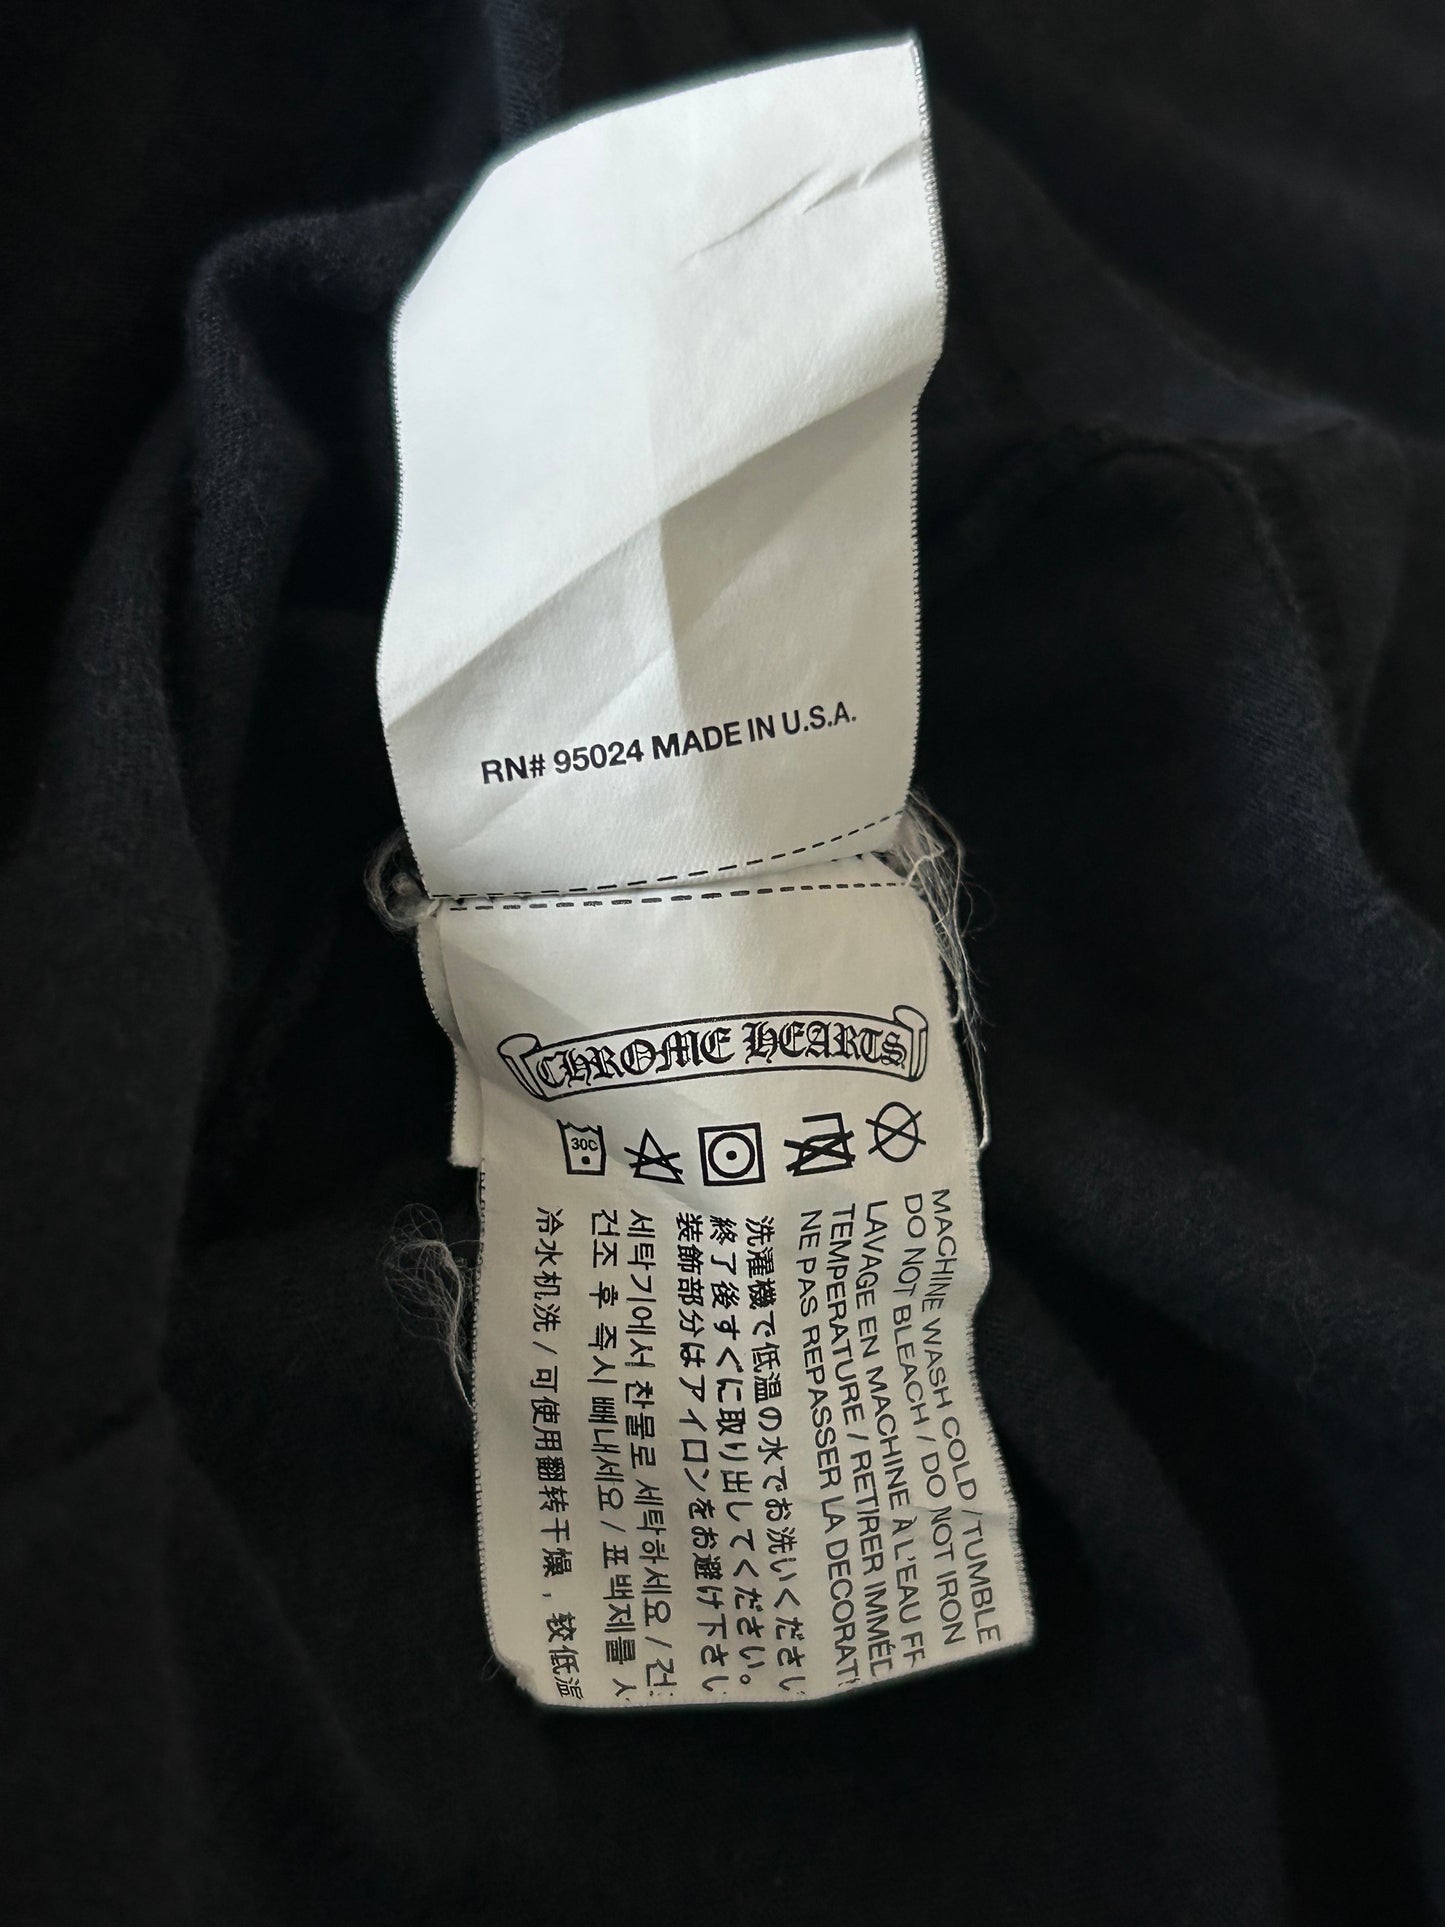 RN# 95024 MADE IN U.S.A.
CHROME HEARTS
30C
MACHINE WASH COLD / TUMBLE
DO NOT BLEACH / DO NOT IRON
LAVAGE EN MACHINE À L'EAU FR
TEMPERATURE / RETIRER IMMÉD
NE PAS REPASSER LA DECORATI
洗濯機で低温の水でお洗いくださ
終了後すぐに取り出してください。
装飾部分はアイロンをお避け下さ
세탁기에서 찬물로 세탁하세요 / 건
건조 후 즉시 빼내세요 / 표백제를
冷水机洗 / 可使用翻转干燥，较低温